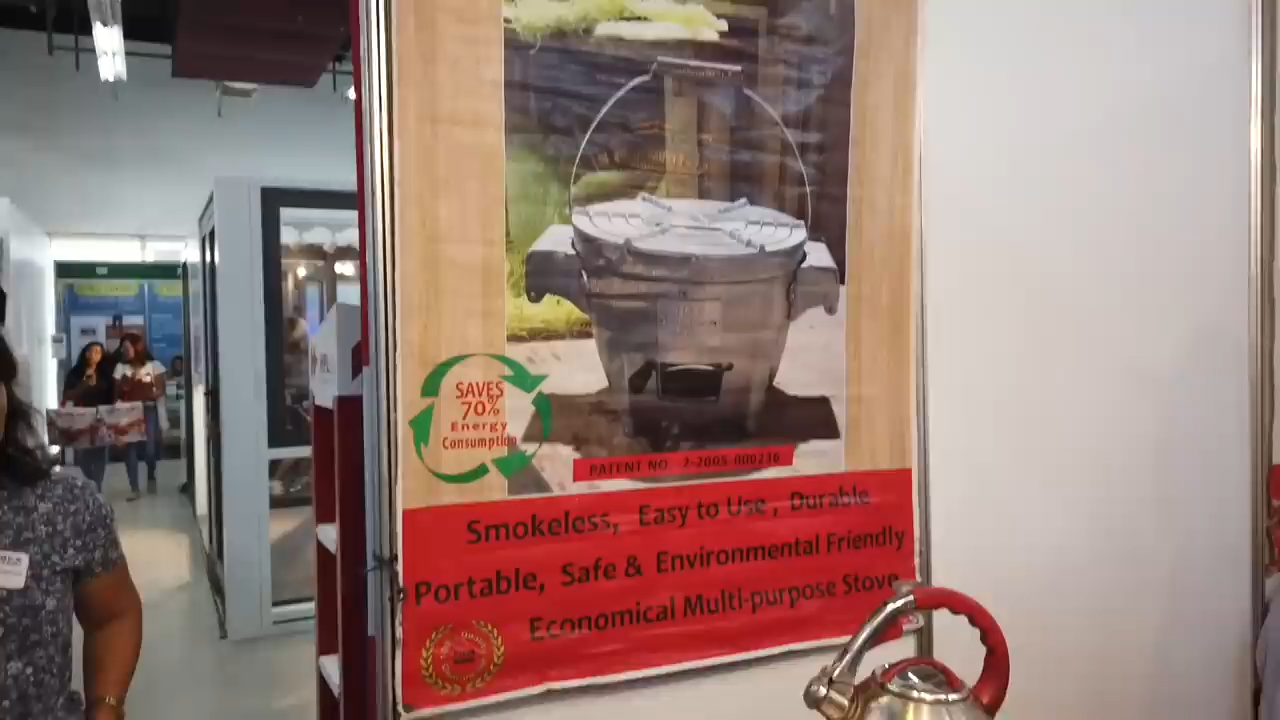 SAVES
70%
Energy
Consumption
PATENT NO. 2-2005-000236
Smokeless, Easy to Use, Durable
Portable, Safe & Environmental Friendly
Economical Multi-purpose Stove